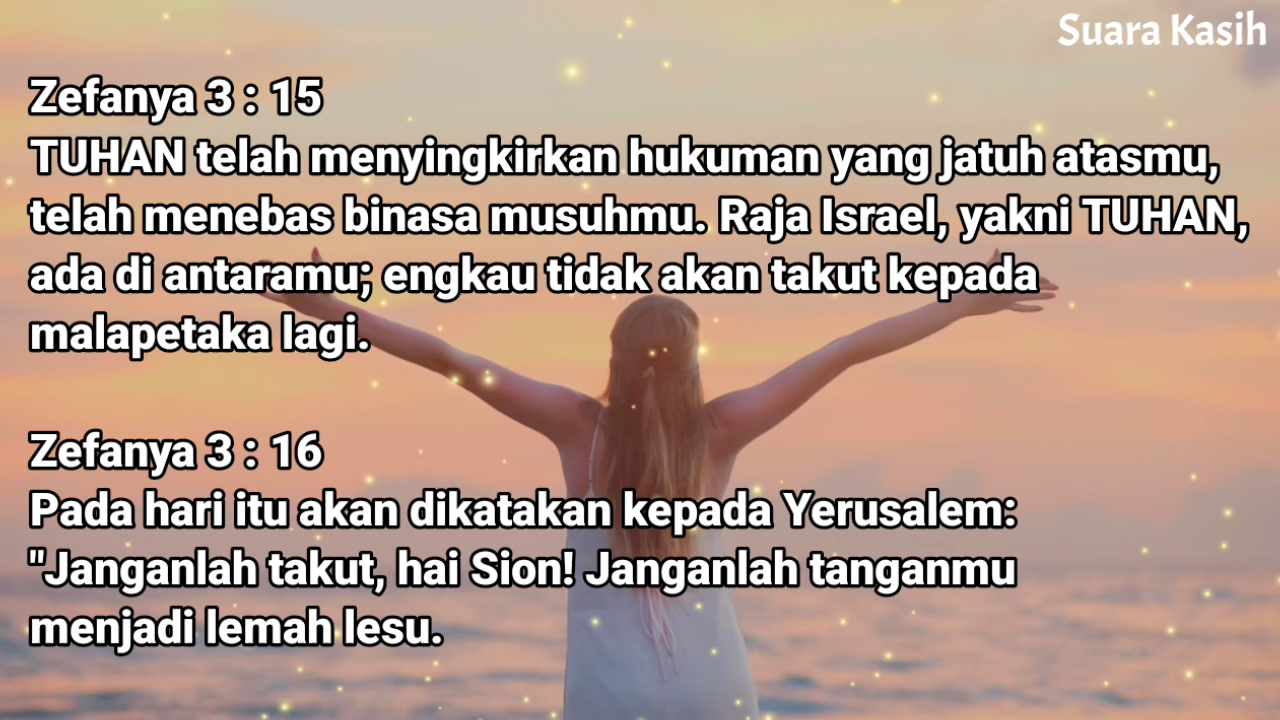 Suara Kasih
Zefanya 3 : 15
TUHAN telah menyingkirkan hukuman yang jatuh atasmu,
telah menebas binasa musuhmu. Raja Israel, yakni TUHAN,
ada di antaramu; engkau tidak akan takut kepada
malapetaka lagi.
Zefanya 3 : 16
Pada hari itu akan dikatakan kepada Yerusalem:
"Janganlah takut, hai Sion! Janganlah tanganmu
menjadi lemah lesu.